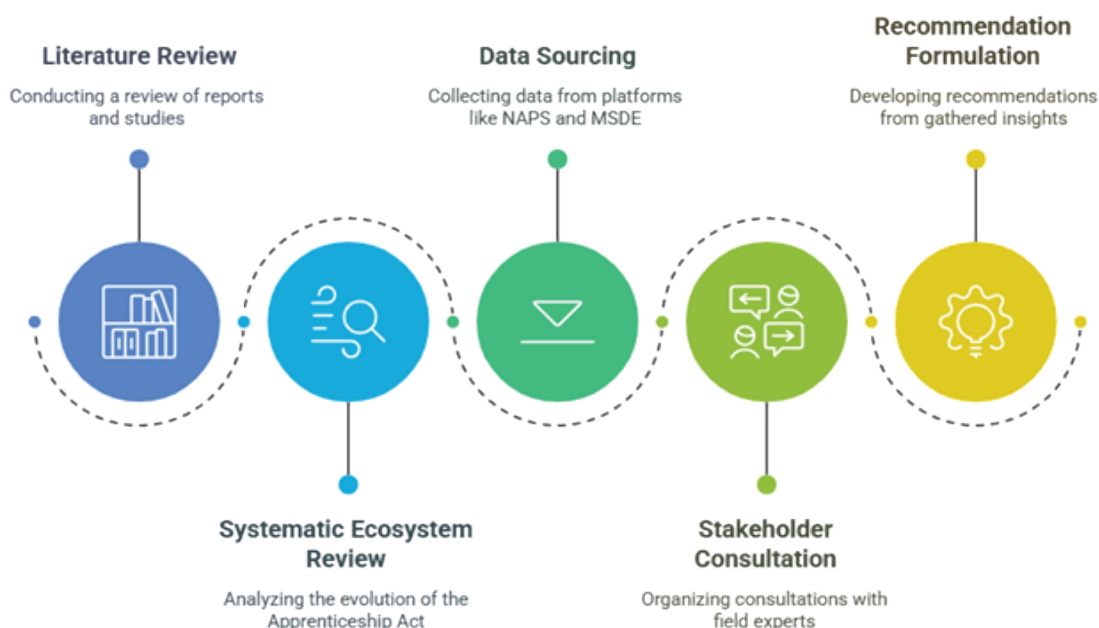 Literature Review
Conducting a review of reports
and studies
Systematic Ecosystem
Review
Analyzing the evolution of the
Apprenticeship Act
Data Sourcing
Collecting data from platforms
like NAPS and MSDE
Stakeholder
Consultation
Organizing consultations with
field experts
Recommendation
Formulation
Developing recommendations
from gathered insights